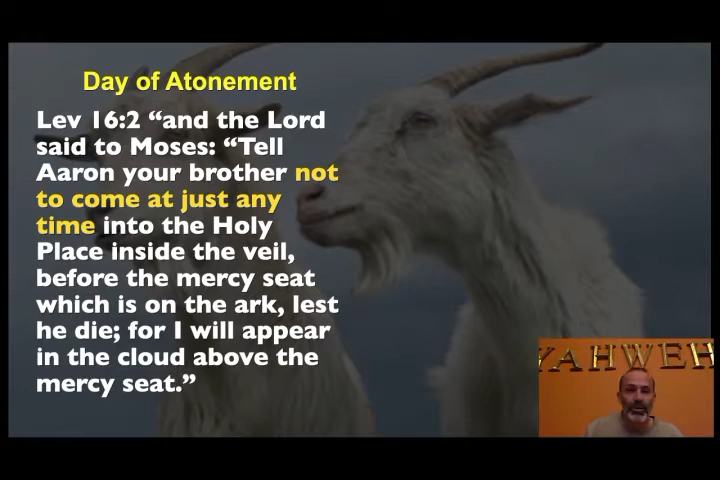 Day of Atonement
Lev 16:2 “and the Lord
said to Moses: “Tell
Aaron your brother not
to come at just any
time into the Holy
Place inside the veil,
before the mercy seat
which is on the ark, lest
he die; for I will appear
in the cloud above the
mercy seat.”
YAHWEH